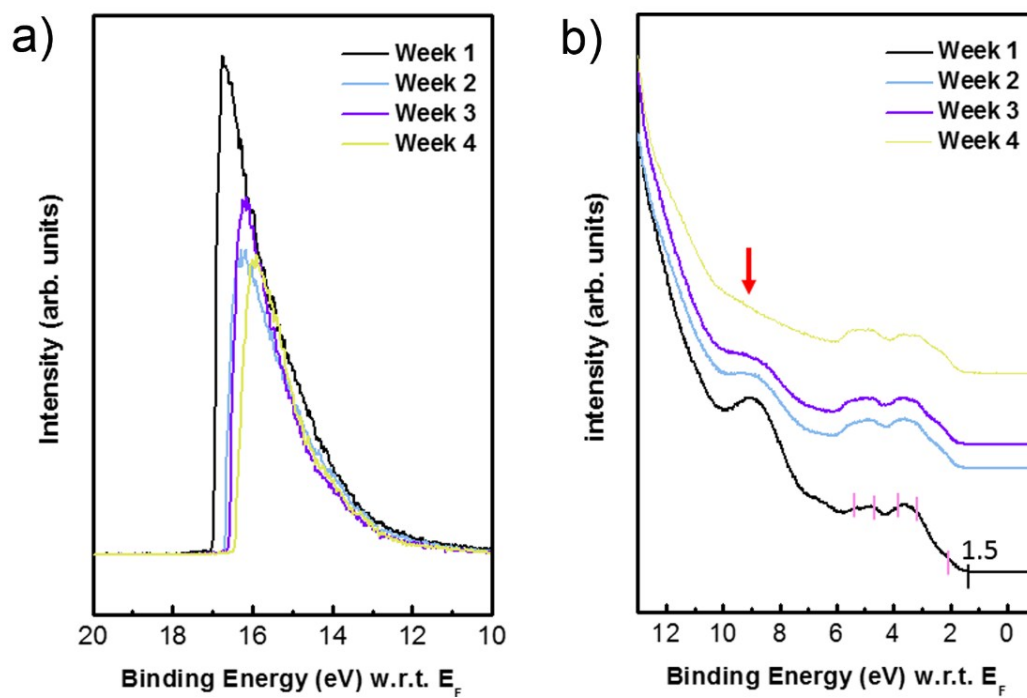 a)
Week 1
Week 2
Week 3
Week 4
Intensity (arb. units)
20 18 16 14 12 10
Binding Energy (eV) w.r.t. E_F
b)
Week 1
Week 2
Week 3
Week 4
intensity (arb. units)
1.5
12 10 8 6 4 2 0
Binding Energy (eV) w.r.t. E_F